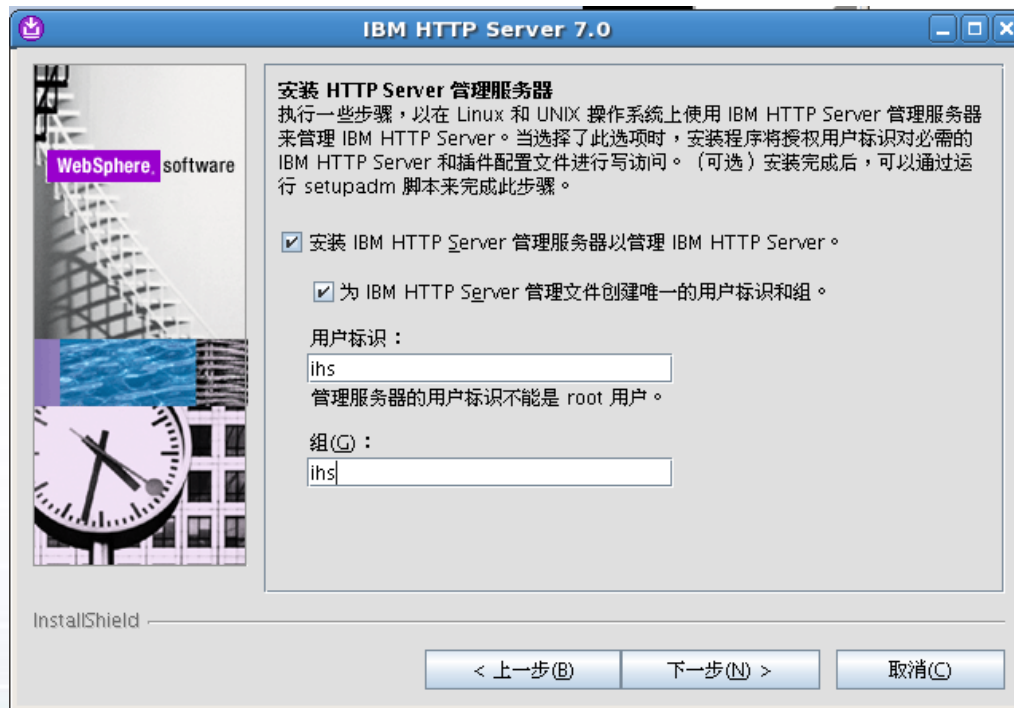 IBM HTTP Server 7.0
WebSphere. software
安装 HTTP Server 管理服务器
执行一些步骤，以在 Linux 和 UNIX 操作系统上使用 IBM HTTP Server 管理服务器
来管理 IBM HTTP Server。当选择了此选项时，安装程序将授权用户标识对必需的
IBM HTTP Server 和插件配置文件进行写访问。（可选）安装完成后，可以通过运
行 setupadm 脚本来完成此步骤。
安装 IBM HTTP Server 管理服务器以管理 IBM HTTP Server。
为 IBM HTTP Server 管理文件创建唯一的用户标识和组。
用户标识：
ihs
管理服务器的用户标识不能是 root 用户。
组(G)：
ihs
InstallShield
< 上一步(B)
下一步(N) >
取消(C)